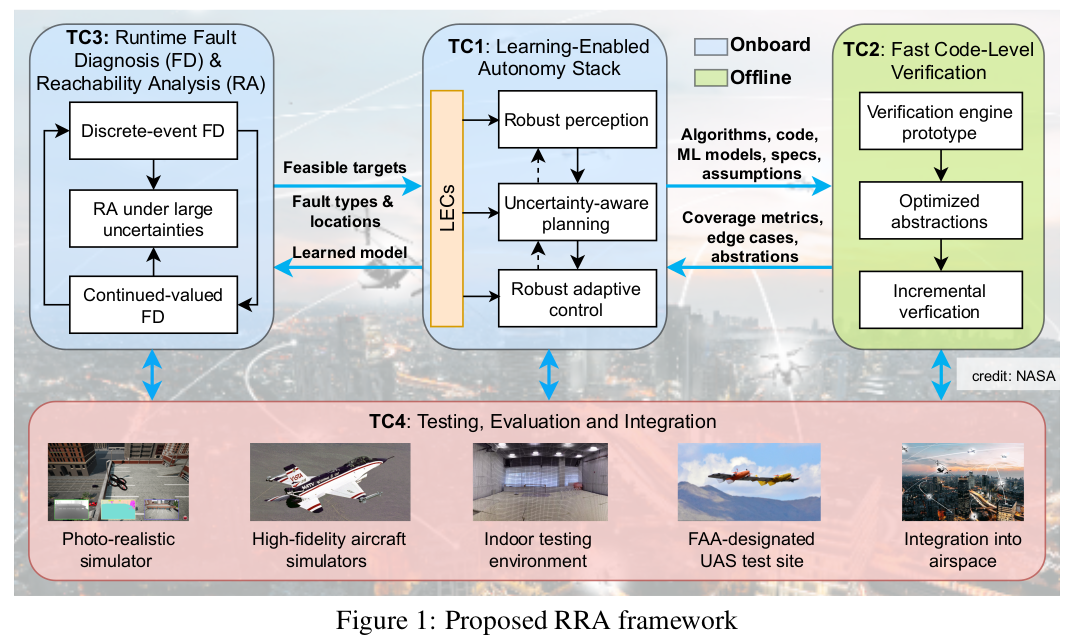 TC3: Runtime Fault
Diagnosis (FD) &
Reachability Analysis (RA)
Discrete-event FD
RA under large
uncertainties
Continued-valued
FD
Feasible targets
Fault types &
locations
Learned model
TC1: Learning-Enabled
Autonomy Stack
LECs
Robust perception
Uncertainty-aware
planning
Robust adaptive
control
Onboard
Offline
Algorithms, code,
ML models, specs,
assumptions
Coverage metrics,
edge cases,
abstrations
TC2: Fast Code-Level
Verification
Verification engine
prototype
Optimized
abstractions
Incremental
verfication
credit: NASA
TC4: Testing, Evaluation and Integration
Photo-realistic
simulator
High-fidelity aircraft
simulators
Indoor testing
environment
FAA-designated
UAS test site
Integration into
airspace
Figure 1: Proposed RRA framework